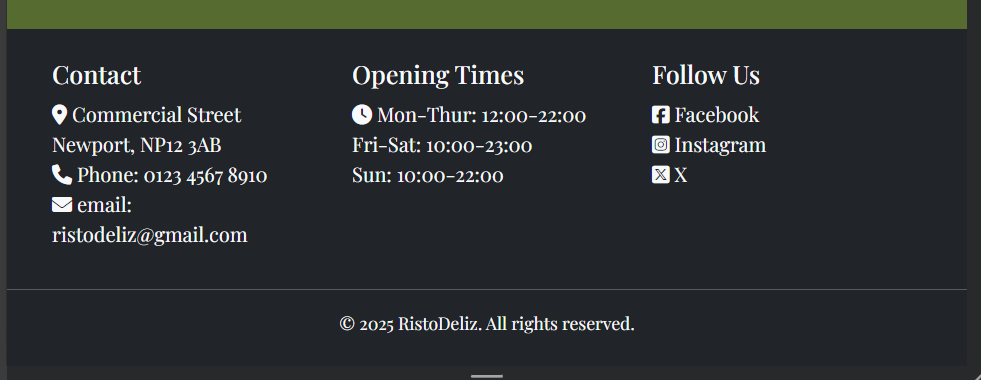 Contact
Commercial Street
Newport, NP12 3AB
Phone: 0123 4567 8910
email:
ristodeliz@gmail.com
Opening Times
Mon-Thur: 12:00-22:00
Fri-Sat: 10:00-23:00
Sun: 10:00-22:00
Follow Us
Facebook
Instagram
X
© 2025 RistoDeliz. All rights reserved.